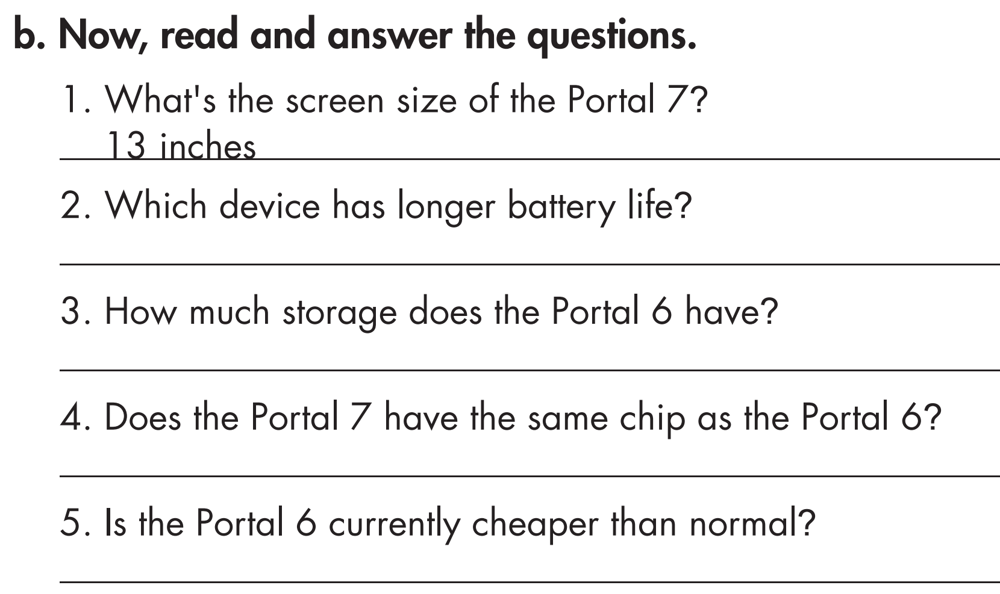 b. Now, read and answer the questions.
1. What's the screen size of the Portal 7?
13 inches
2. Which device has longer battery life?
3. How much storage does the Portal 6 have?
4. Does the Portal 7 have the same chip as the Portal 6?
5. Is the Portal 6 currently cheaper than normal?